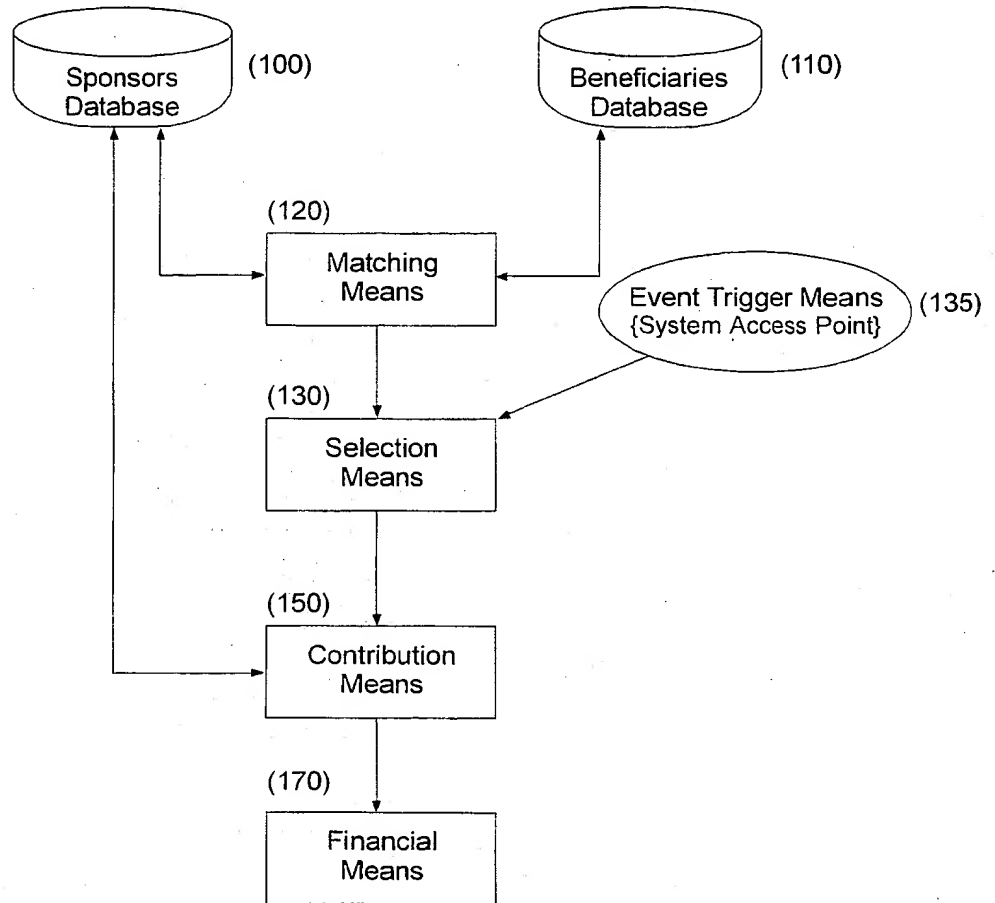 Sponsors
Database
(100)
Beneficiaries
Database
(110)
(120)
Matching
Means
Event Trigger Means
{System Access Point}
(135)
(130)
Selection
Means
(150)
Contribution
Means
(170)
Financial
Means